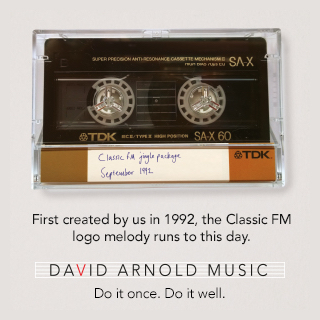 SUPER PRECISION ANTI-RESONANCE CASSETTE MECHANISM
SA-X
TDK IECII/TYPE II HIGH POSITION SA-X 60
TDK
Classic FM jingle package
September 1992
First created by us in 1992, the Classic FM
logo melody runs to this day.
DAVID ARNOLD MUSIC
Do it once. Do it well.